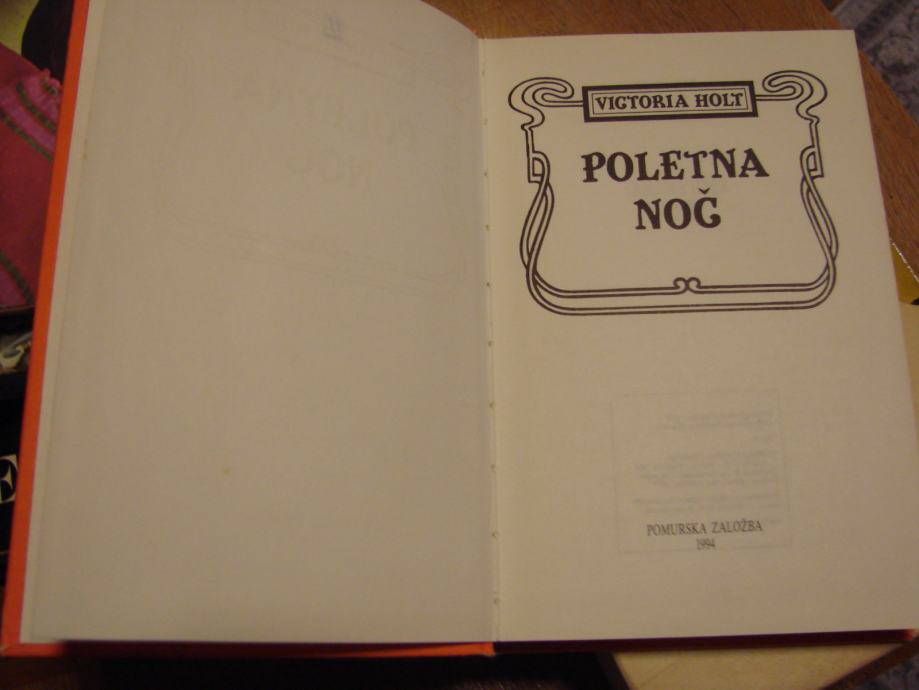 VICTORIA HOLT
POLETNA
NOČ
POMURSKA ZALOŽBA
1994
E